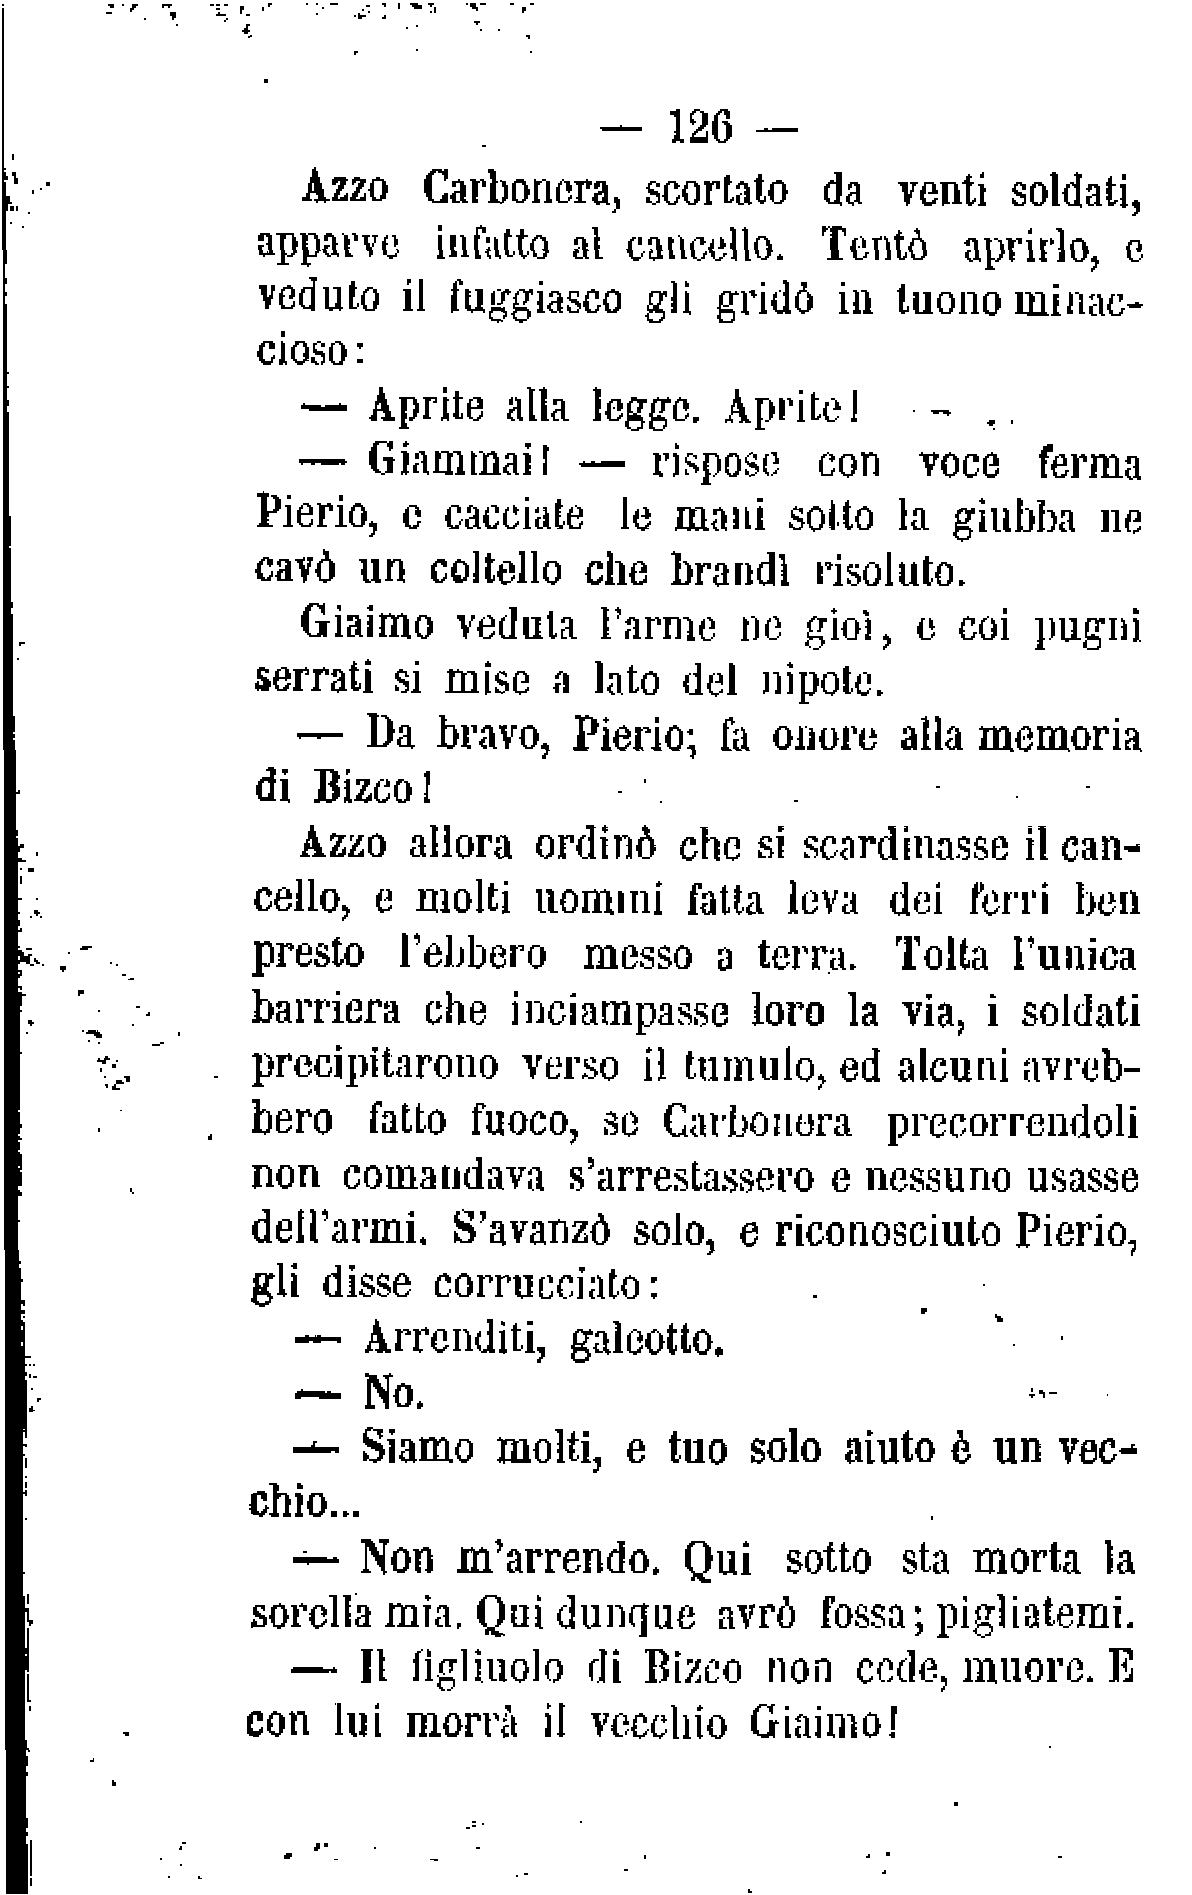 — 126 —
Azzo Carbonera, scortato da venti soldati,
apparve infatto al cancello. Tentò aprirlo, e
veduto il fuggiasco gli gridò in tuono minac-
cioso:
— Aprite alla legge. Aprite!
— Giammai! — rispose con voce ferma
Pierio, e cacciate le mani sotto la giubba ne
cavò un coltello che brandì risoluto.
Giaimo veduta l'arme ne gioì, e coi pugni
serrati si mise a lato del nipote.
— Da bravo, Pierio; fa onore alla memoria
di Bizco!
Azzo allora ordinò che si scardinasse il can-
cello, e molti uomini fatta leva dei ferri ben
presto l'ebbero messo a terra. Tolta l'unica
barriera che inciampasse loro la via, i soldati
precipitarono verso il tumulo, ed alcuni avreb-
bero fatto fuoco, se Carbonera precorrendoli
non comandava s'arrestassero e nessuno usasse
dell'armi. S'avanzò solo, e riconosciuto Pierio,
gli disse corrucciato:
— Arrenditi, galeotto.
— No.
— Siamo molti, e tuo solo aiuto è un vec-
chio...
— Non m'arrendo. Qui sotto sta morta la
sorella mia. Qui dunque avrò fossa; pigliatemi.
— Il figliuolo di Bizco non cede, muore. E
con lui morrà il vecchio Giaimo!